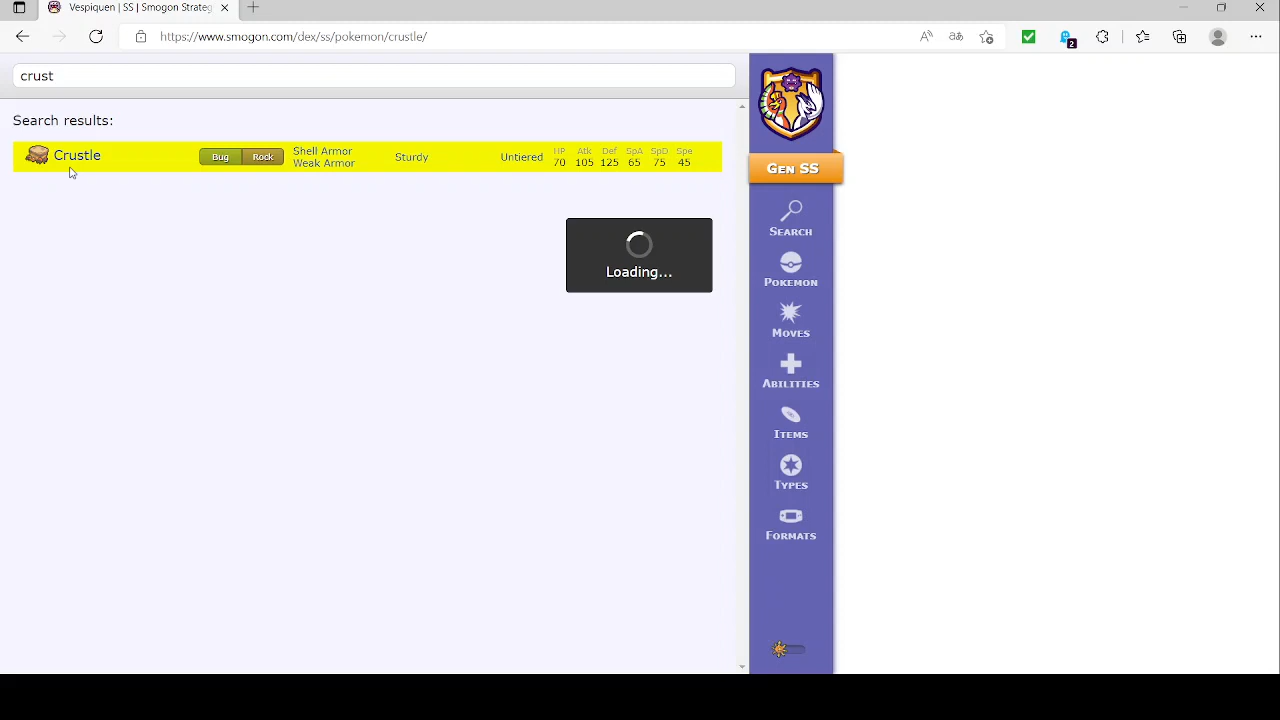 Vespiquen | SS | Smogon Strateg
https://www.smogon.com/dex/ss/pokemon/crustle/
2
crust
Search results:
Crustle Bug Rock Shell Armor Weak Armor Sturdy Untiered HP 70 Atk 105 Def 125 SpA 65 SpD 75 Spe 45
Loading...
Gen SS
Search
Pokemon
Moves
Abilities
Items
Types
Formats